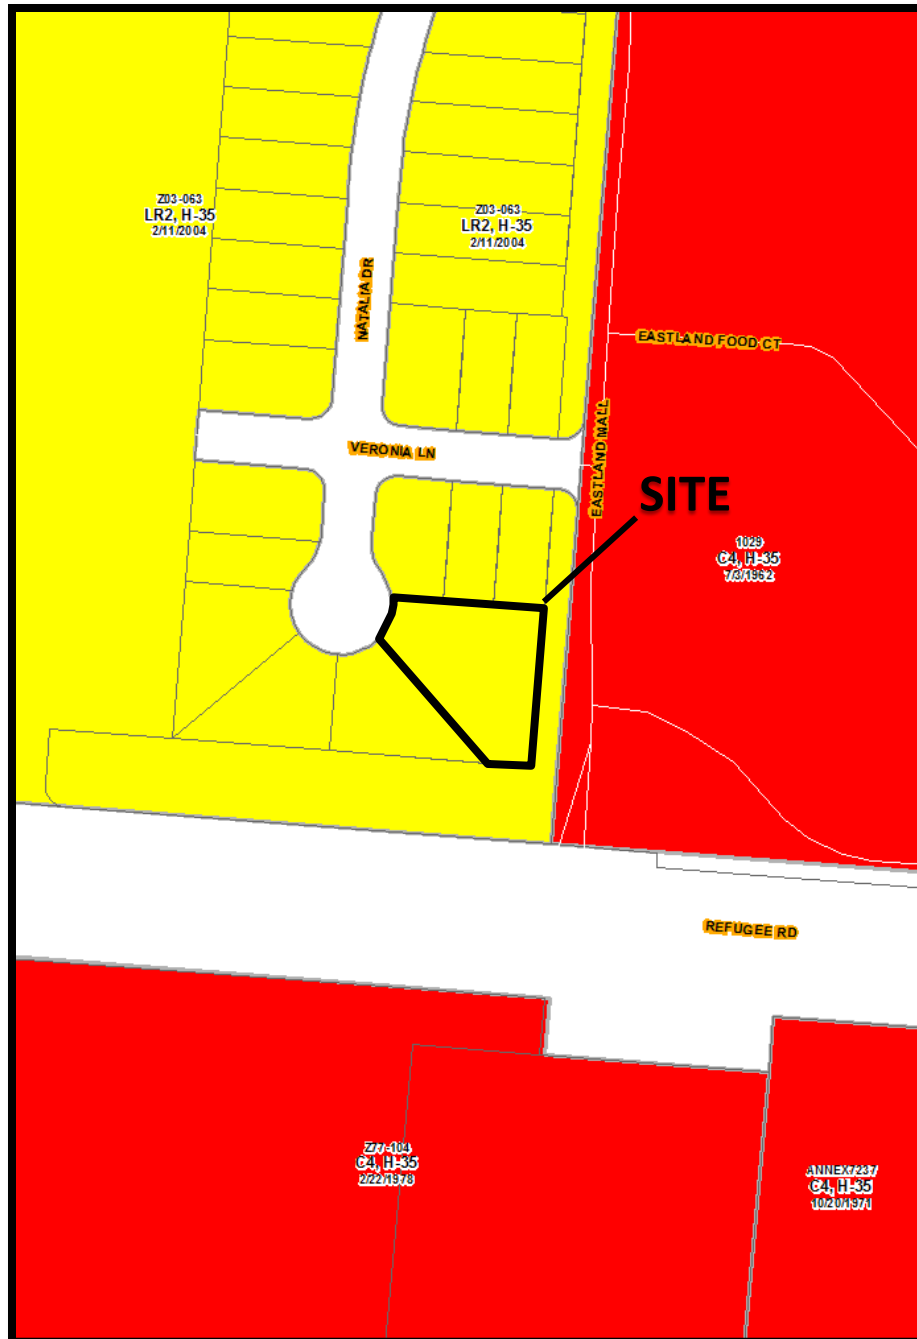 Z03-063
LR2, H-35
2/11/2004
Z03-063
LR2, H-35
2/11/2004
NATALIA DR
EASTLAND FOOD CT
EASTLAND MALL
VERONIA LN
SITE
1029
C4, H-35
7/3/1962
REFUGEE RD
Z77-104
C4, H-35
2/22/1978
ANNEX7237
C4, H-35
10/20/1971